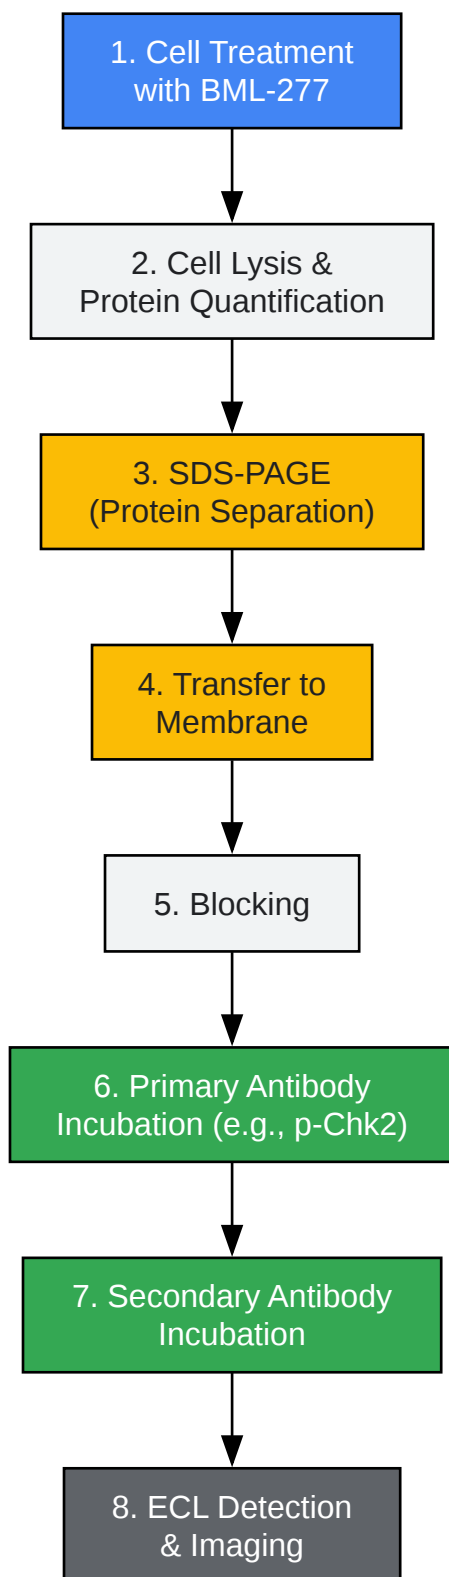 1. Cell Treatment
with BML-277
2. Cell Lysis &
Protein Quantification
3. SDS-PAGE
(Protein Separation)
4. Transfer to
Membrane
5. Blocking
6. Primary Antibody
Incubation (e.g., p-Chk2)
7. Secondary Antibody
Incubation
8. ECL Detection
& Imaging